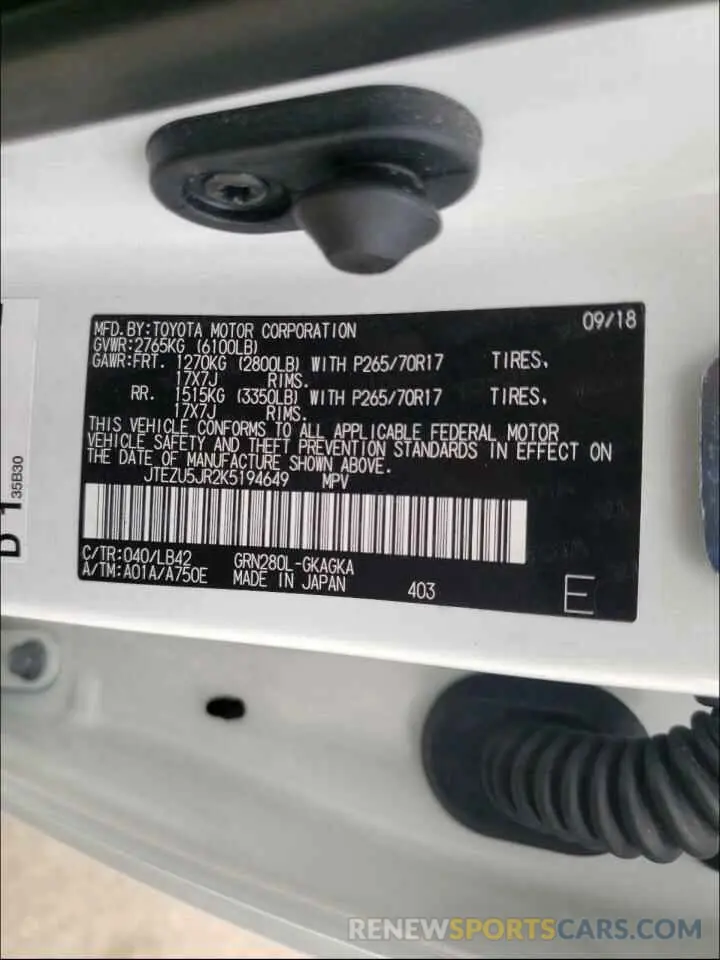 09/18
MFD.BY:TOYOTA MOTOR CORPORATION
GVWR:2765KG (6100LB)
GAWR:FRT. 1270KG (2800LB) WITH P265/70R17 TIRES.
17X7J RIMS.
RR. 1515KG (3350LB) WITH P265/70R17 TIRES.
17X7J RIMS.
THIS VEHICLE CONFORMS TO ALL APPLICABLE FEDERAL MOTOR
VEHICLE SAFETY AND THEFT PREVENTION STANDARDS IN EFFECT ON
THE DATE OF MANUFACTURE SHOWN ABOVE.
JTEZU5JR2K5194649 MPV
C/TR:040/LB42 GRN280L-GKAGKA
A/TM:A01A/A750E MADE IN JAPAN 403
E
D 1
35B30
RENEWSPORTSCARS.COM